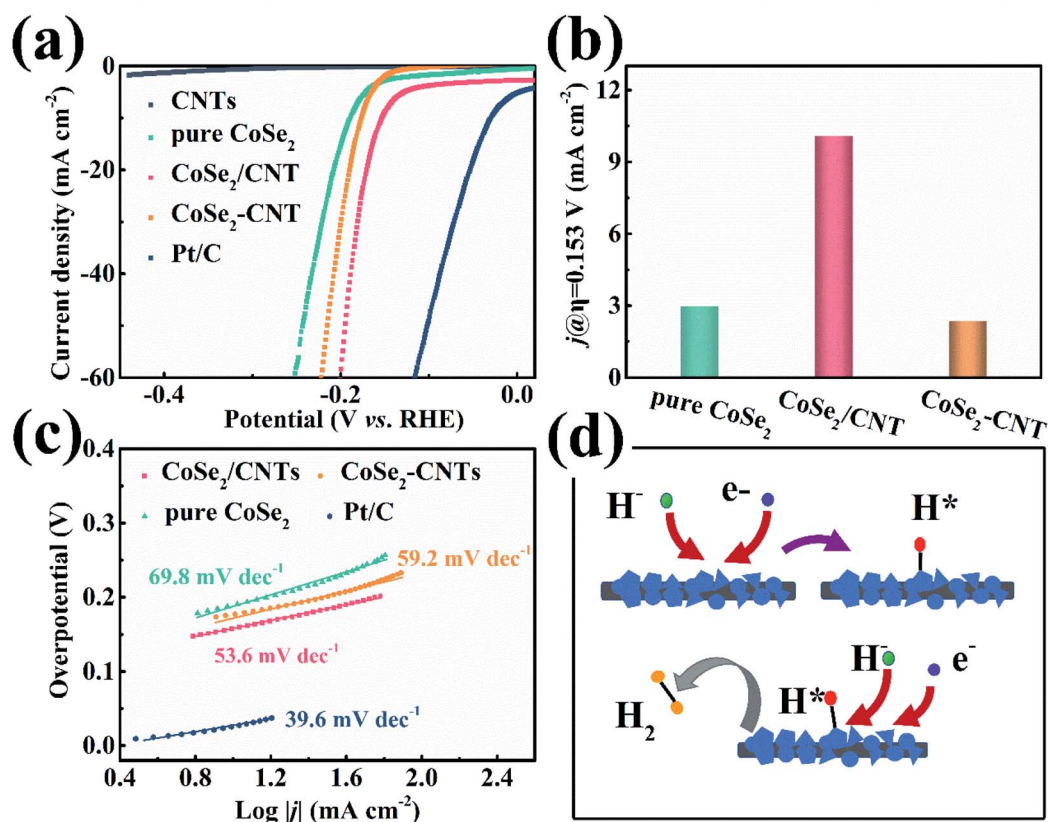 (a)
0
-20
-40
-60
Current density (mA cm⁻²)
CNTs
pure CoSe₂
CoSe₂/CNT
CoSe₂-CNT
Pt/C
-0.4
-0.2
0.0
Potential (V vs. RHE)
(b)
12
9
6
3
0
j@η=0.153 V (mA cm⁻²)
pure CoSe₂
CoSe₂/CNT
CoSe₂-CNT
(c)
0.4
0.3
0.2
0.1
0.0
Overpotential (V)
CoSe₂/CNTs
CoSe₂-CNTs
pure CoSe₂
Pt/C
69.8 mV dec⁻¹
59.2 mV dec⁻¹
53.6 mV dec⁻¹
39.6 mV dec⁻¹
0.4
0.8
1.2
1.6
2.0
2.4
Log |j| (mA cm⁻²)
(d)
H⁻
e-
H*
H₂
H*
H⁻
e⁻